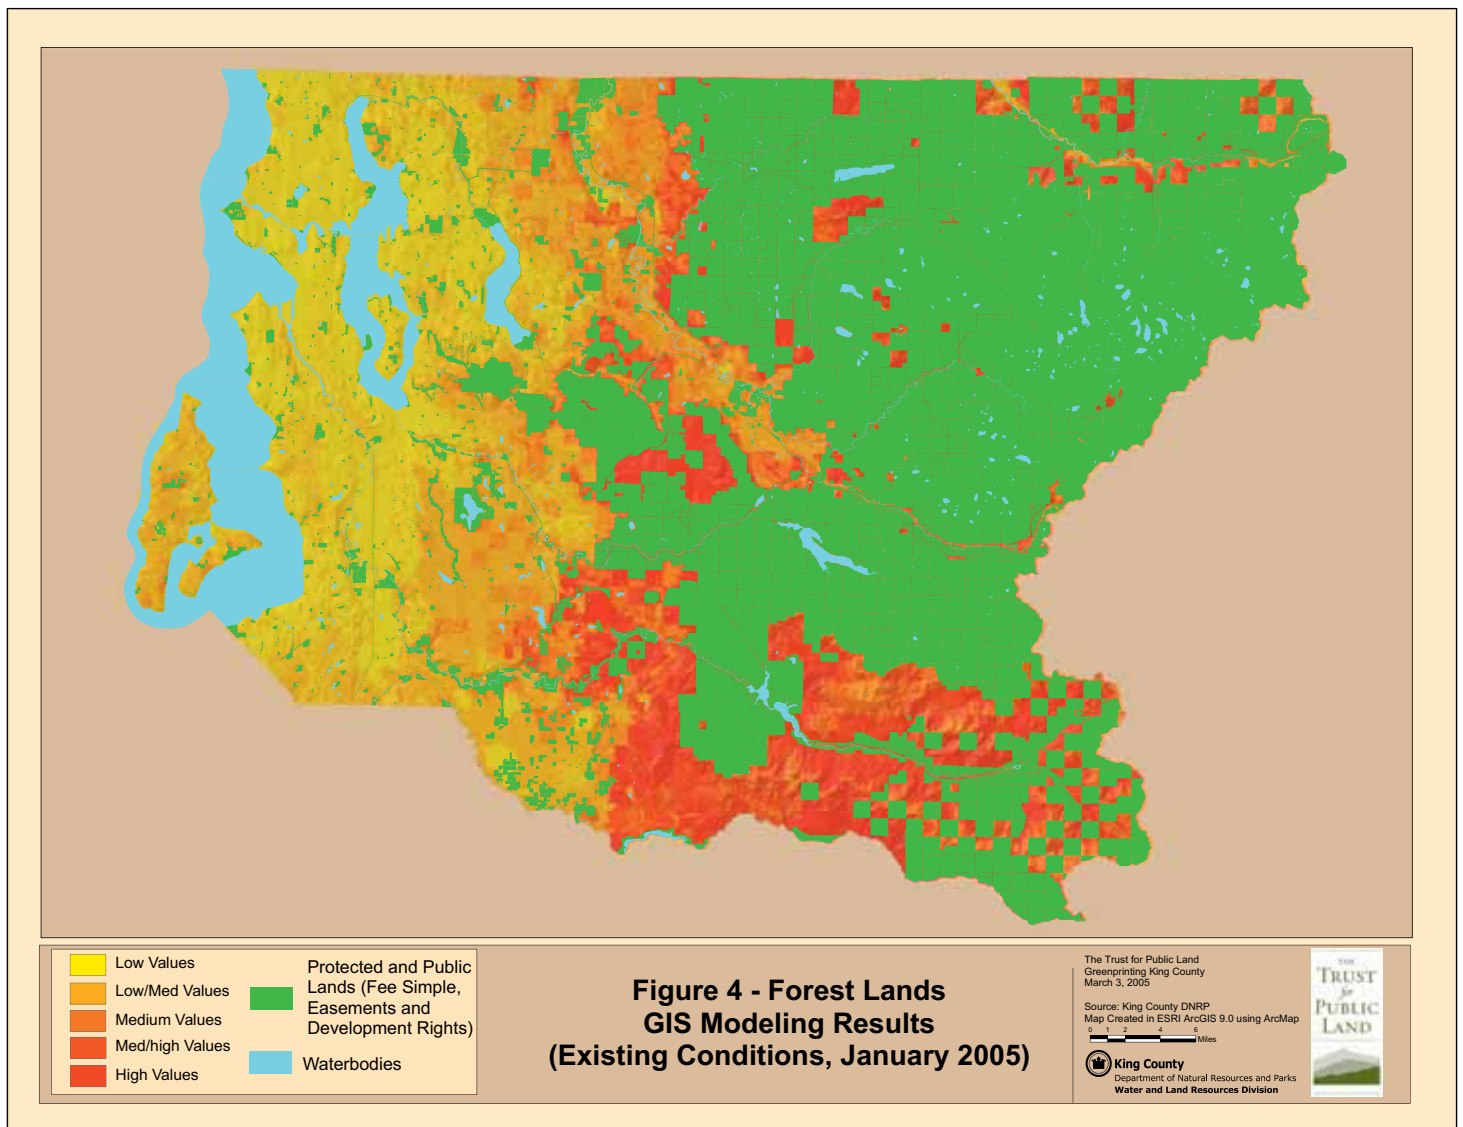 Low Values
Low/Med Values
Medium Values
Med/high Values
High Values
Protected and Public
Lands (Fee Simple,
Easements and
Development Rights)
Waterbodies
Figure 4 - Forest Lands
GIS Modeling Results
(Existing Conditions, January 2005)
The Trust for Public Land
Greenprinting King County
March 3, 2005
Source: King County DNRP
Map Created in ESRI ArcGIS 9.0 using ArcMap
0 1 2 4 6
Miles
King County
Department of Natural Resources and Parks
Water and Land Resources Division
THE
TRUST
for
PUBLIC
LAND